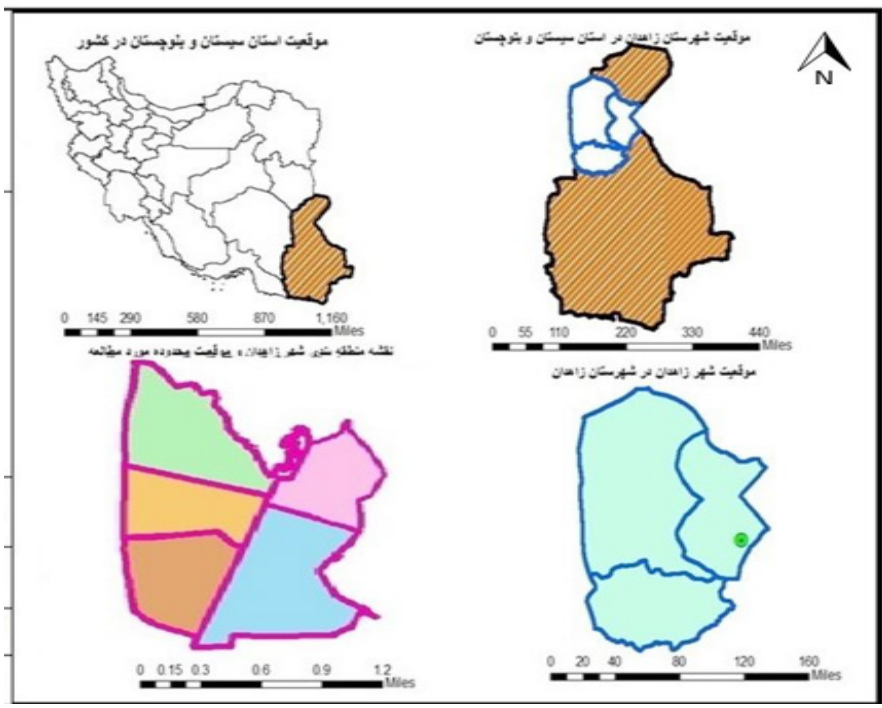 موقعیت استان سیستان و بلوچستان در کشور
موقعیت شهرستان زاهدان در استان سیستان و بلوچستان
N
0 145 290 580 870 1,160
Miles
0 55 110 220 330 440
Miles
نقشه منطقه بندی شهر زاهدان و موقعیت محدوده مورد مطالعه
موقعیت شهر زاهدان در شهرستان زاهدان
0 0.15 0.3 0.6 0.9 1.2
Miles
0 20 40 80 120 160
Miles